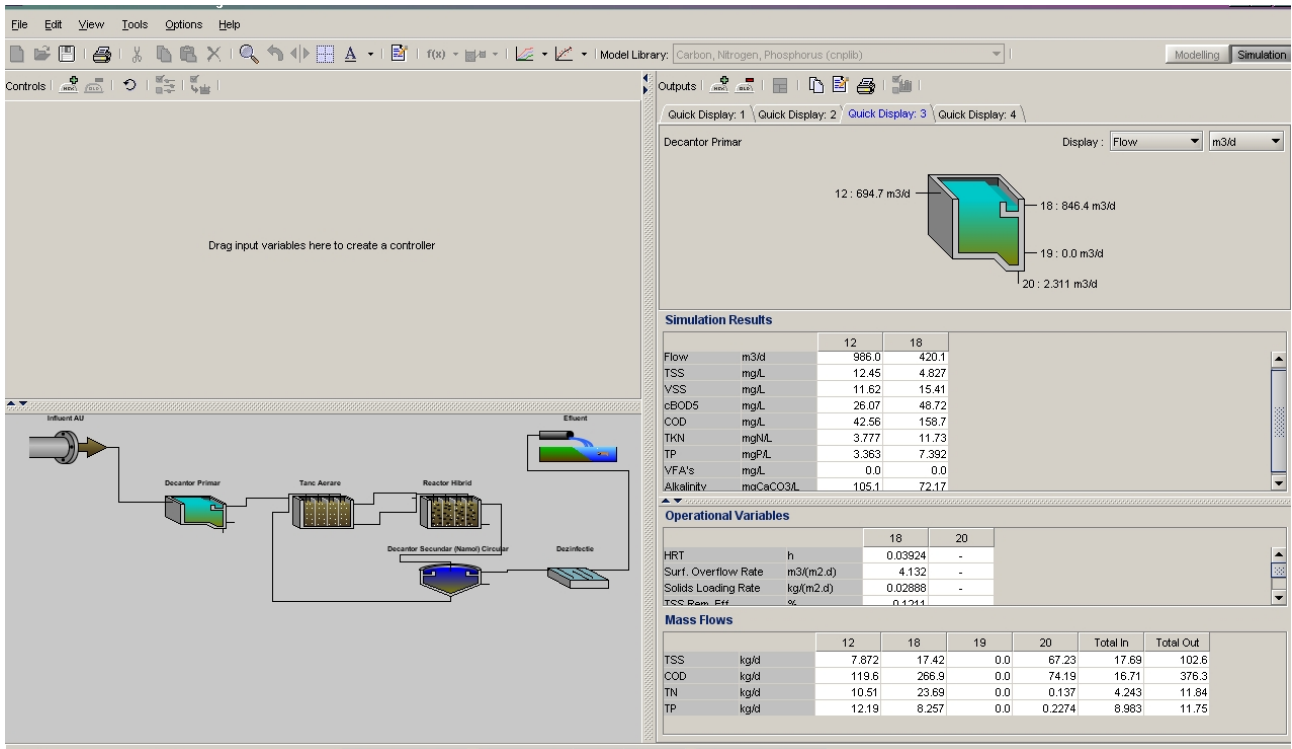 File Edit View Tools Options Help
f(x) Model Library: Carbon, Nitrogen, Phosphorus (cnplib) Modelling Simulation
Controls
Outputs
Quick Display: 1 Quick Display: 2 Quick Display: 3 Quick Display: 4
Decantor Primar Display : Flow m3/d
12 : 694.7 m3/d
18 : 846.4 m3/d
19 : 0.0 m3/d
20 : 2.311 m3/d
Drag input variables here to create a controller
Simulation Results
12 18
Flow m3/d 986.0 420.1
TSS mg/L 12.45 4.827
VSS mg/L 11.62 15.41
cBOD5 mg/L 26.07 48.72
COD mg/L 42.56 158.7
TKN mgN/L 3.777 11.73
TP mgP/L 3.363 7.392
VFA's mg/L 0.0 0.0
Alkalinity mgCaCO3/L 105.1 72.17
Operational Variables
18 20
HRT h 0.03924 -
Surf. Overflow Rate m3/(m2.d) 4.132 -
Solids Loading Rate kg/(m2.d) 0.02888 -
TSS Rem. Eff % 0.1211
Mass Flows
12 18 19 20 Total In Total Out
TSS kg/d 7.872 17.42 0.0 67.23 17.69 102.6
COD kg/d 119.6 266.9 0.0 74.19 16.71 376.3
TN kg/d 10.51 23.69 0.0 0.137 4.243 11.84
TP kg/d 12.19 8.257 0.0 0.2274 8.983 11.75
Influent AU
Efluent
Decantor Primar
Tanc Aerare
Reactor Hibrid
Decantor Secundar (Namol) Circular
Dezinfectie